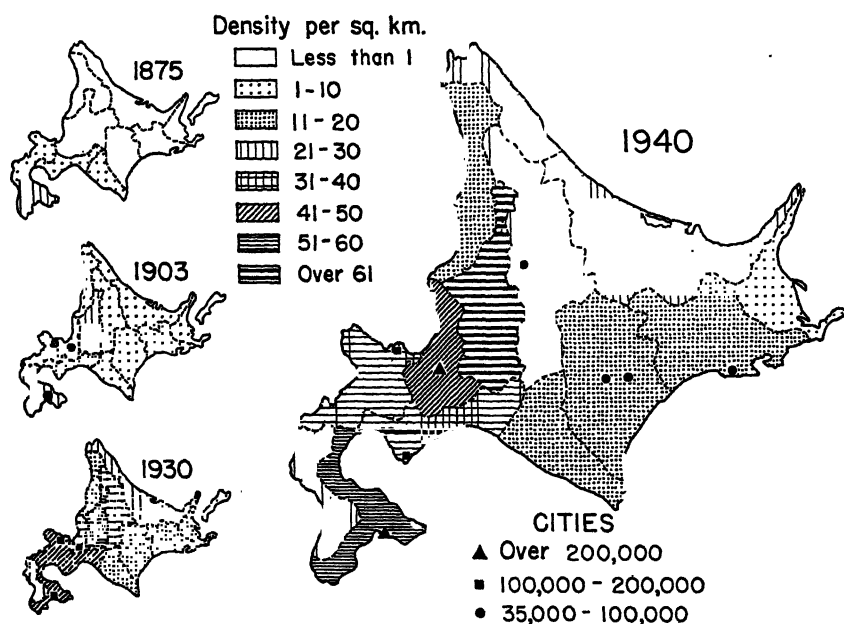 Density per sq. km.
Less than 1
1-10
11-20
21-30
31-40
41-50
51-60
Over 61
1875
1903
1930
1940
CITIES
Over 200,000
100,000-200,000
35,000-100,000